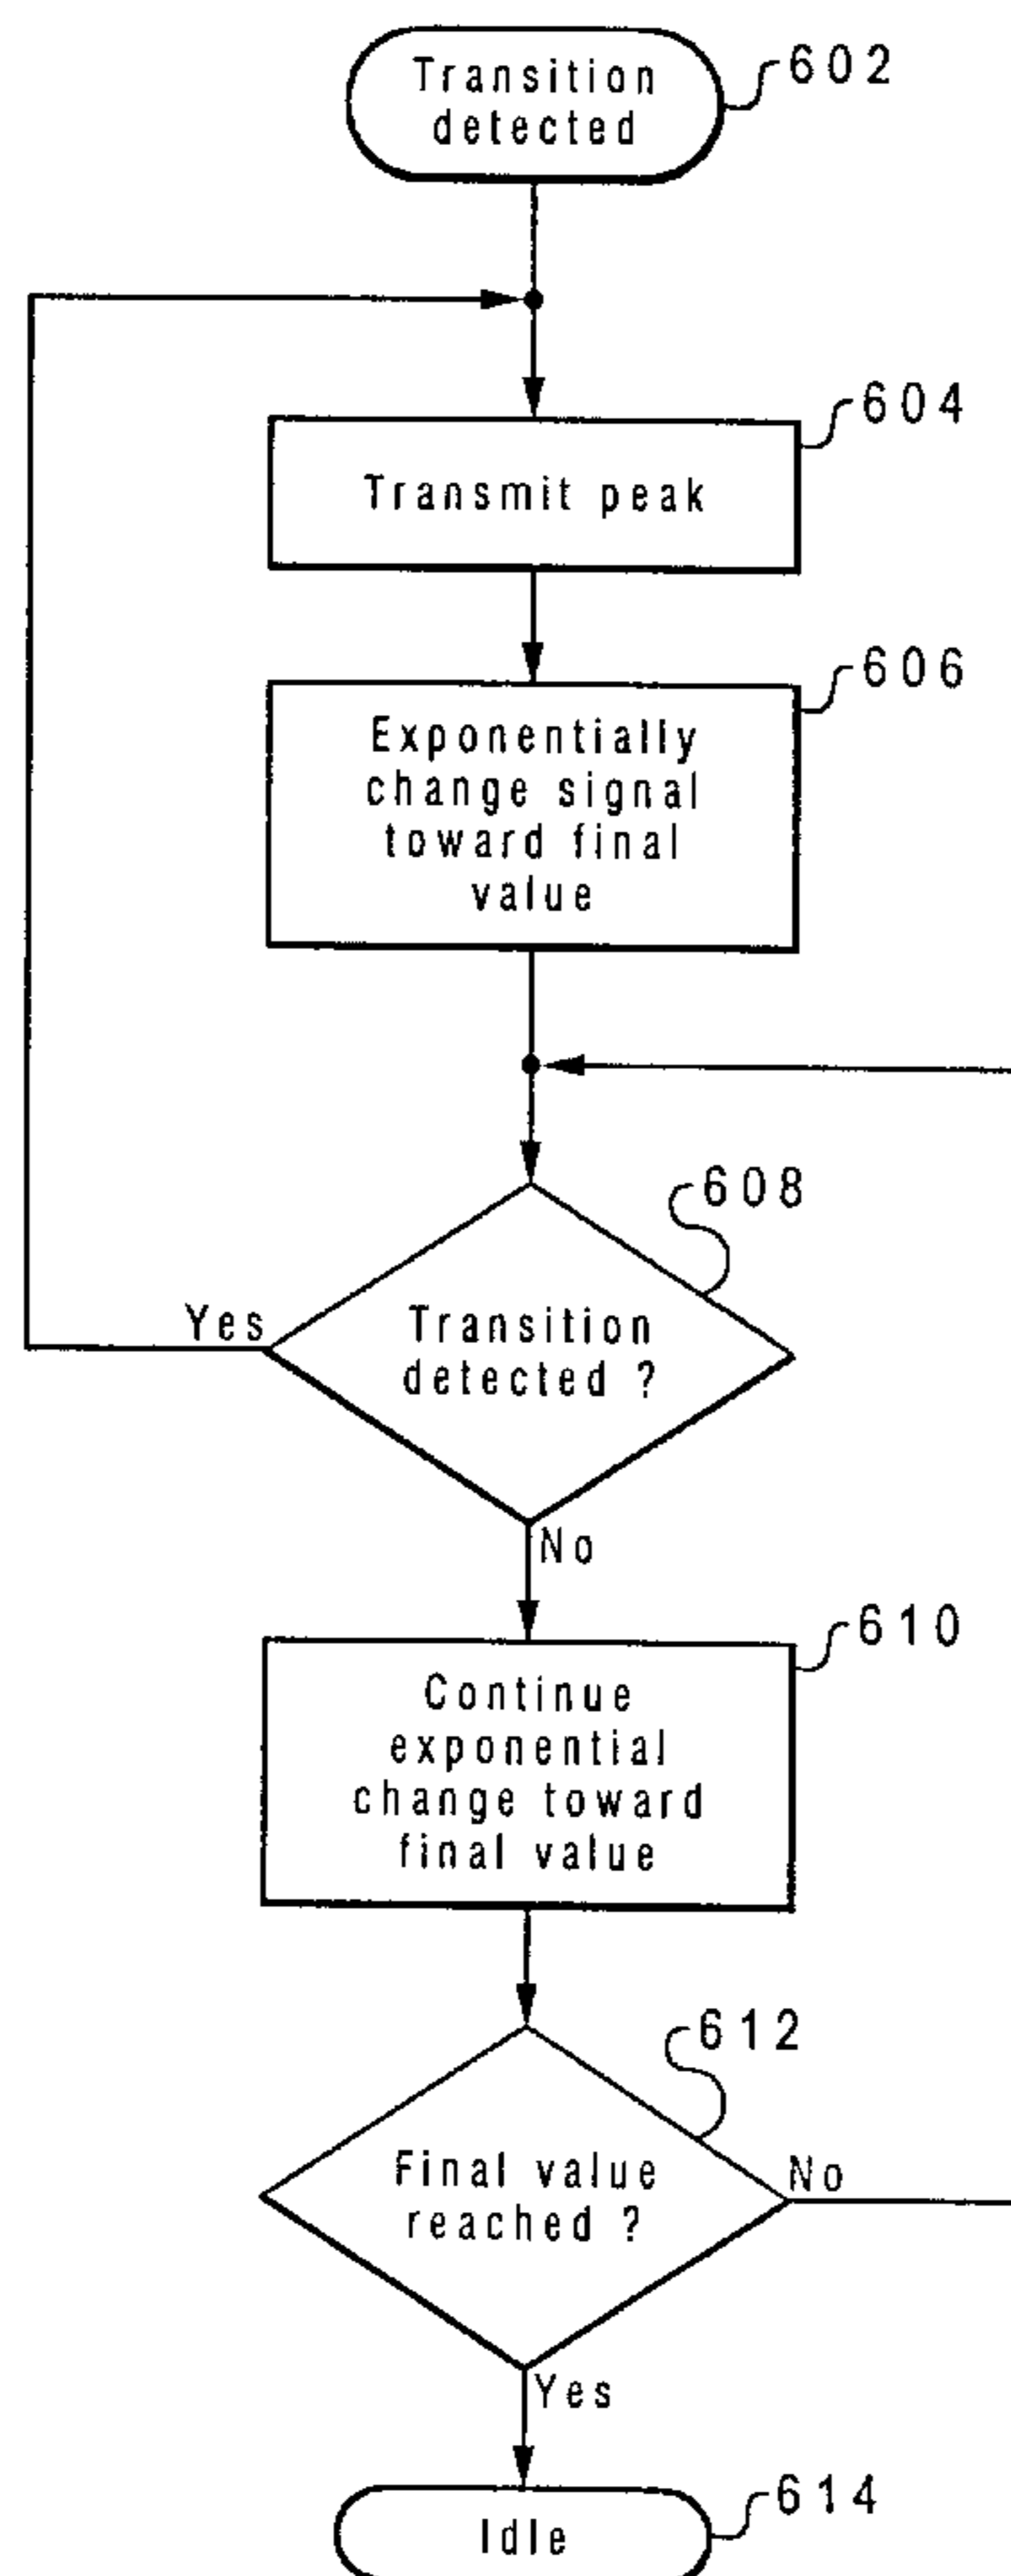 Transition
detected
602
604
Transmit peak
606
Exponentially
change signal
toward final
value
608
Yes
Transition
detected ?
No
610
Continue
exponential
change toward
final value
612
Final value
reached ?
No
Yes
614
Idle